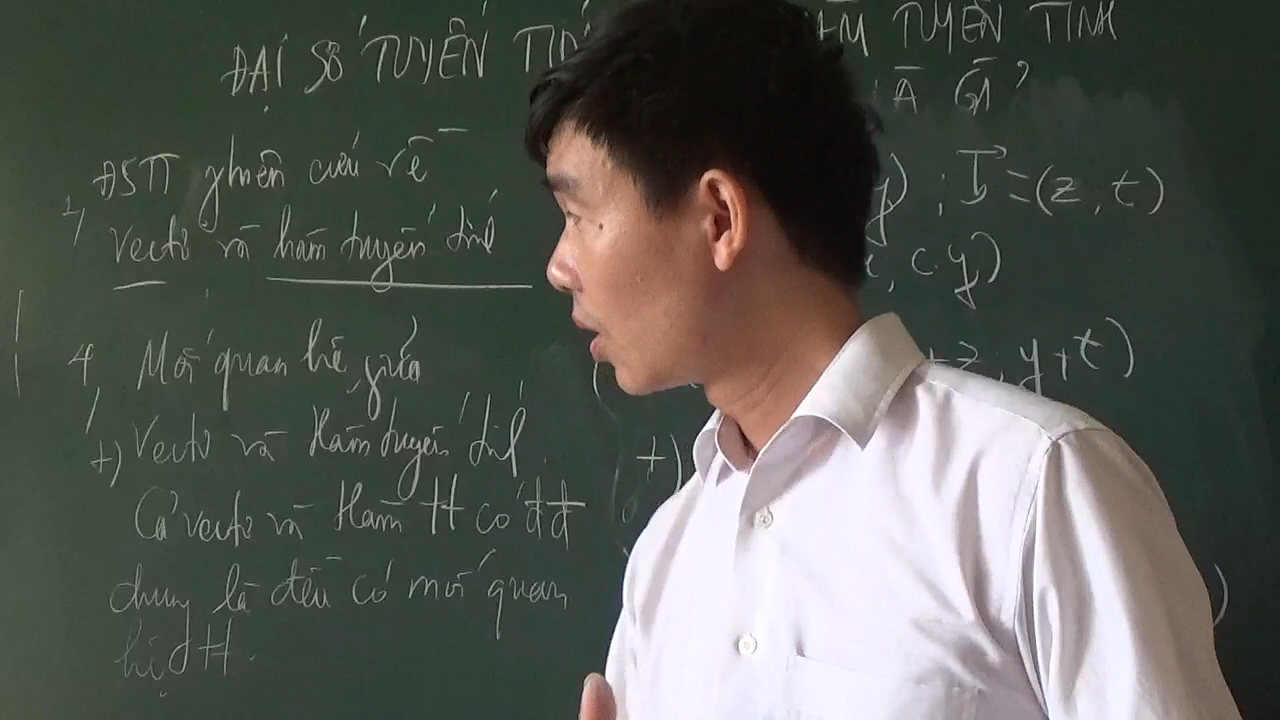 ĐẠI SỐ TUYẾN TÍNH TUYẾN TÍNH
LÀ GÌ?
ĐSTT nghiên cứu về
vectơ và hàm tuyến tính
; = (z, t)
, c.y)
4, Mối quan hệ giữa
+z, y+t)
+) Vectơ và Hàm tuyến tính
+)
Cả vectơ và Hàm tt có đđ
chung là đều có mối quan
hệ tt.